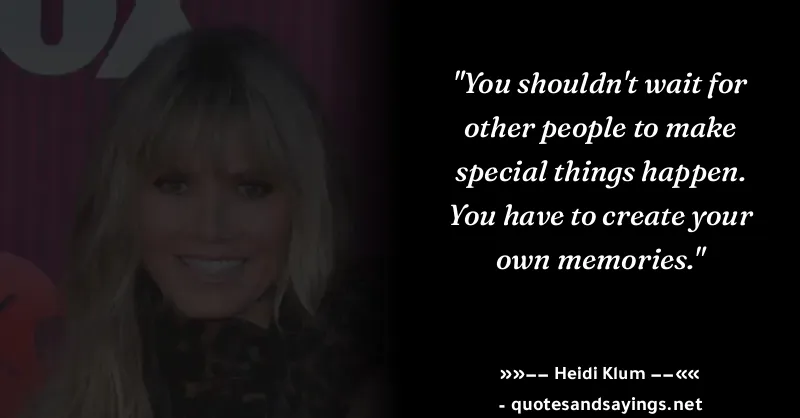 OX
"You shouldn't wait for
other people to make
special things happen.
You have to create your
own memories."
»»-- Heidi Klum --««
- quotesandsayings.net